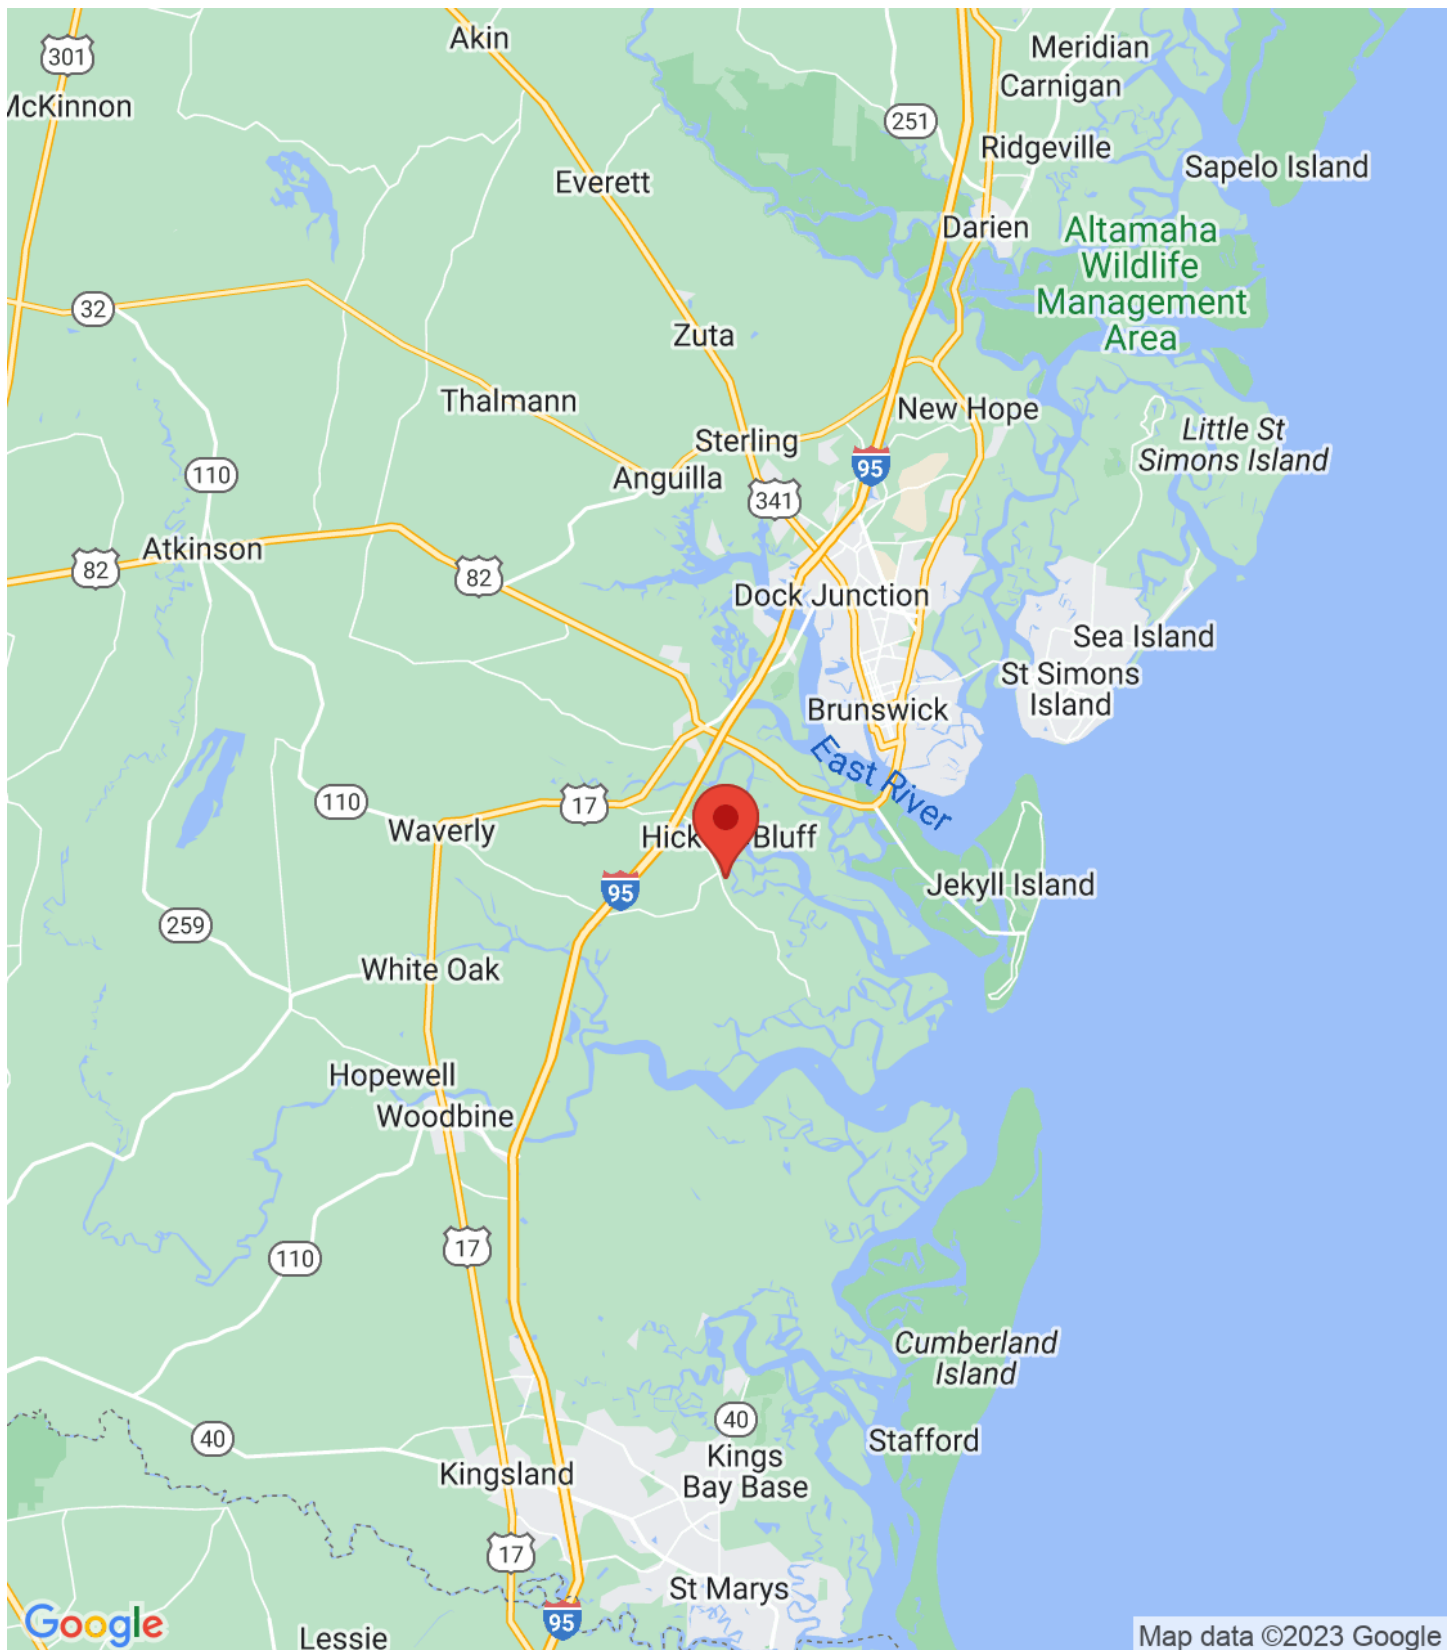 Akin
Meridian
Carnigan
301
McKinnon
251
Ridgeville
Everett
Sapelo Island
Darien
Altamaha
Wildlife
Management
Area
32
Zuta
Thalmann
New Hope
Sterling
Little St
Simons Island
95
Anguilla
110
341
Atkinson
82
82
Dock Junction
Sea Island
St Simons
Island
Brunswick
East River
110
17
Waverly
Bluff
95
Jekyll Island
259
White Oak
Hopewell
Woodbine
17
110
Cumberland
Island
40
40
Stafford
Kings
Bay Base
Kingsland
17
St Marys
95
Google
Lessie
Map data ©2023 Google